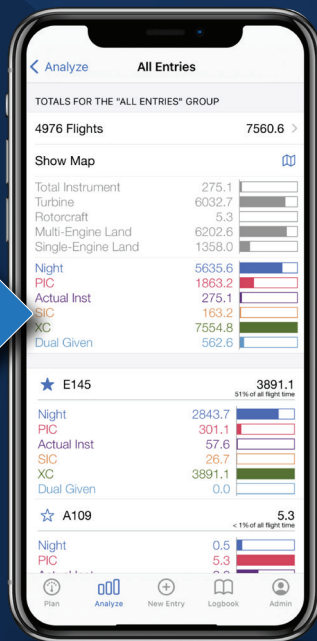 Analyze All Entries
TOTALS FOR THE "ALL ENTRIES" GROUP
4976 Flights 7560.6
Show Map
Total Instrument 275.1
Turbine 6032.7
Rotorcraft 5.3
Multi-Engine Land 6202.6
Single-Engine Land 1358.0
Night 5635.6
PIC 1863.2
Actual Inst 275.1
SIC 163.2
XC 7554.8
Dual Given 562.6
E145 3891.1
51% of all flight time
Night 2843.7
PIC 301.1
Actual Inst 57.6
SIC 26.7
XC 3891.1
Dual Given 0.0
A109 5.3
< 1% of all flight time
Night 0.5
PIC 5.3
Plan Analyze New Entry Logbook Admin